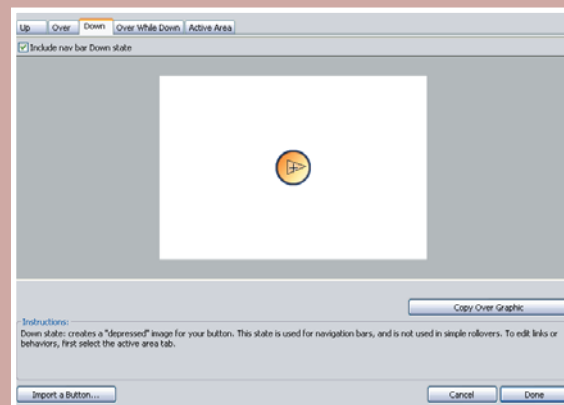 Up Over Down Over While Down Active Area
Include nav bar Down state
Copy Over Graphic
Instructions:
Down state: creates a "depressed" image for your button. This state is used for navigation bars, and is not used in simple rollovers. To edit links or
behaviors, first select the active area tab.
Import a Button... Cancel Done